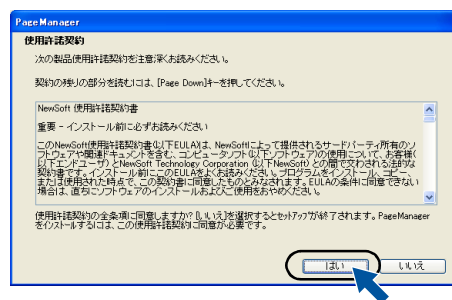 PageManager
使用許諾契約
次の製品使用許諾契約を注意深くお読みください。
契約の残りの部分を読むには、[Page Down]キーを押してください。
NewSoft 使用許諾契約書
重要 - インストール前に必ずお読みください
このNewSoft使用許諾契約書(以下EULA)は、NewSoftによって提供されるサードパーティ所有のソ
フトウェアや関連ドキュメントを含む、コンピュータソフト(以下ソフトウェア)の使用について、お客様(
以下エンドユーザ)とNewSoft Technology Corporation (以下NewSoft) との間で交わされる法的な
契約書です。インストール前にこのEULAをよくお読みください。プログラムをインストール、コピー、
または使用された時点で、この契約書に同意したものとみなされます。EULAの条件に同意できない
場合は、直ちにソフトウェアのインストールおよびご使用をおやめください。
使用許諾契約の全条項に同意しますか? [いいえ]を選択するとセットアップが終了されます。PageManager
をインストールするには、この使用許諾契約に同意が必要です。
はい
いいえ